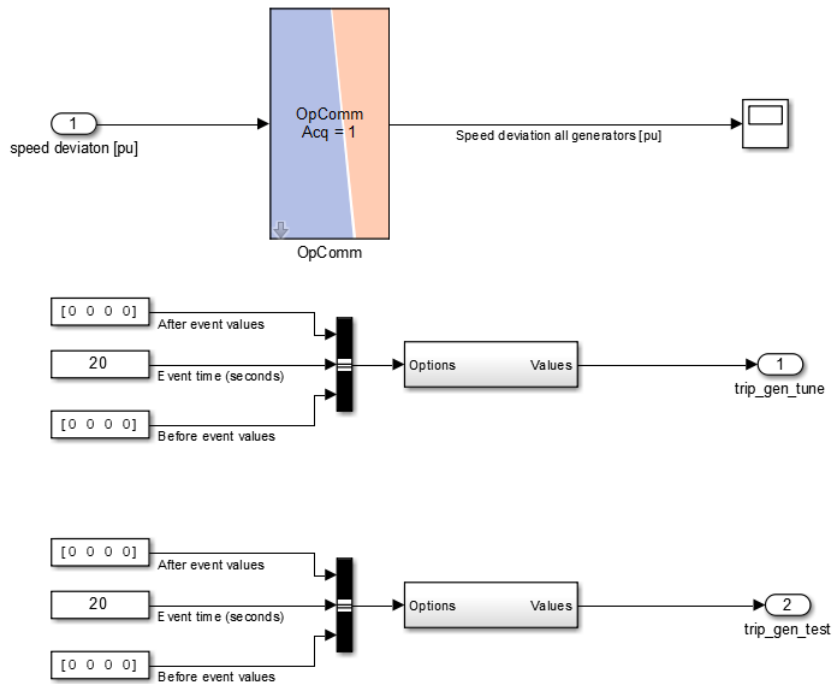 OpComm
Acq = 1
1
speed deviaton [pu]
Speed deviation all generators [pu]
OpComm
[0 0 0 0]
After event values
20
Event time (seconds)
Options
Values
1
trip_gen_tune
[0 0 0 0]
Before event values
[0 0 0 0]
After event values
20
Event time (seconds)
Options
Values
2
trip_gen_test
[0 0 0 0]
Before event values